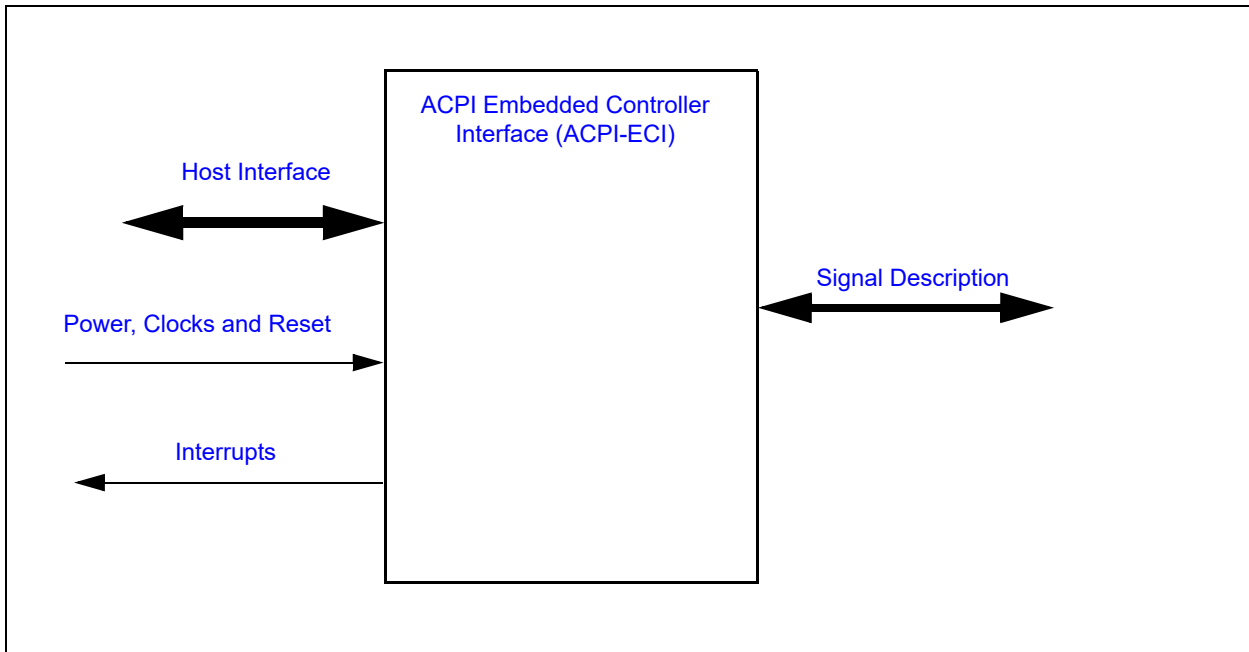 ACPI Embedded Controller
Interface (ACPI-ECI)
Host Interface
Signal Description
Power, Clocks and Reset
Interrupts